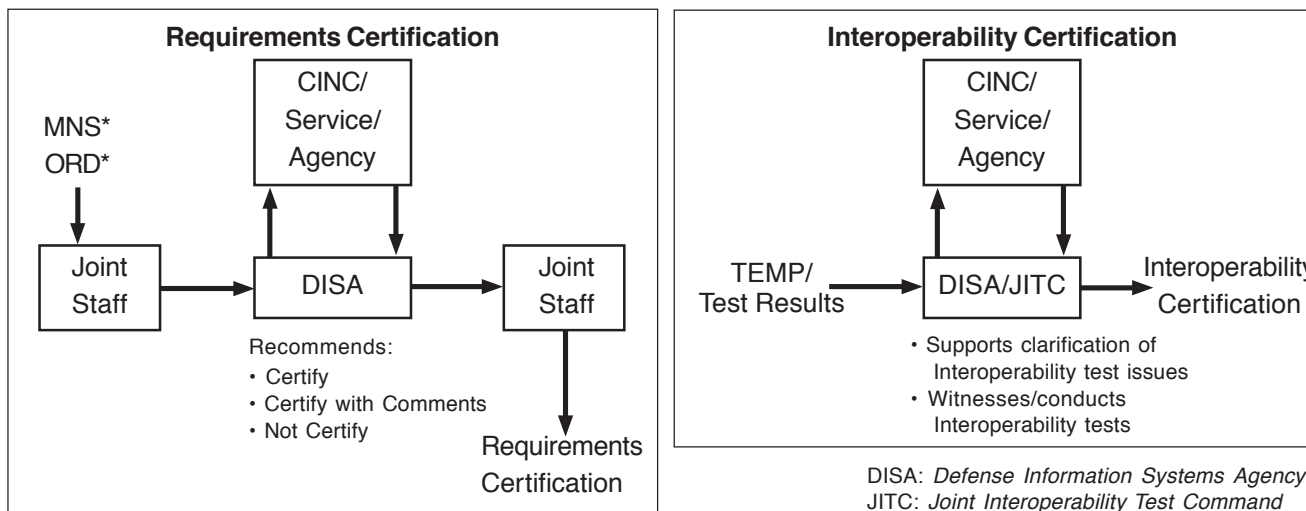 Requirements Certification
CINC/
Service/
Agency
MNS*
ORD*
Joint
Staff
DISA
Joint
Staff
Recommends:
• Certify
• Certify with Comments
• Not Certify
Requirements
Certification
Interoperability Certification
CINC/
Service/
Agency
TEMP/
Test Results
DISA/JITC
Interoperability
Certification
• Supports clarification of
Interoperability test issues
• Witnesses/conducts
Interoperability tests
DISA: Defense Information Systems Agency
JITC: Joint Interoperability Test Command